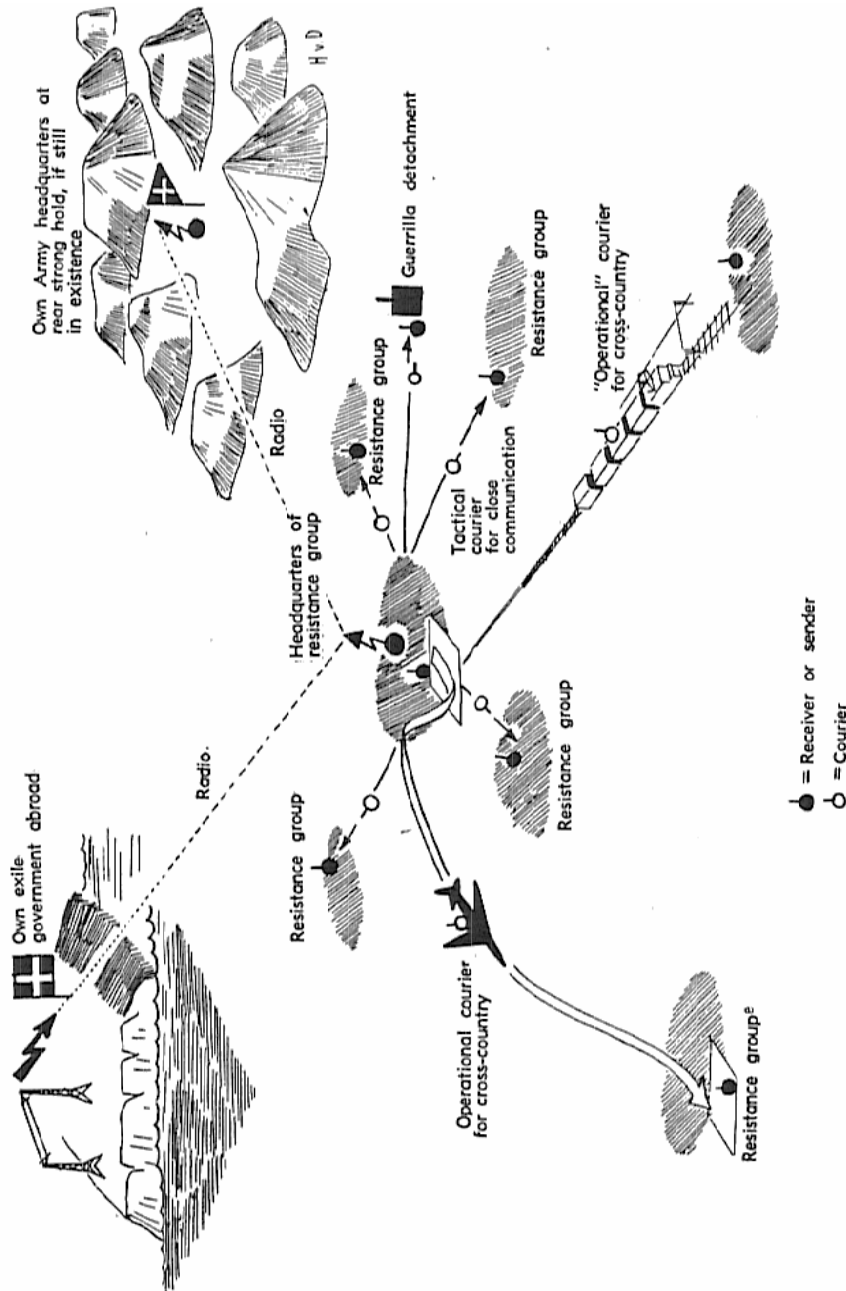 Own exile
government abroad
Own Army headquarters at
rear strong hold, if still
in existence
H v D
Radio.
Radio
Headquarters of
resistance group
Resistance group
Resistance group
Guerrilla detachment
Tactical
courier
for close
communication
Resistance group
Operational courier
for cross-country
Resistance group
"Operational" courier
for cross-country
Resistance groupe
= Receiver or sender
= Courier